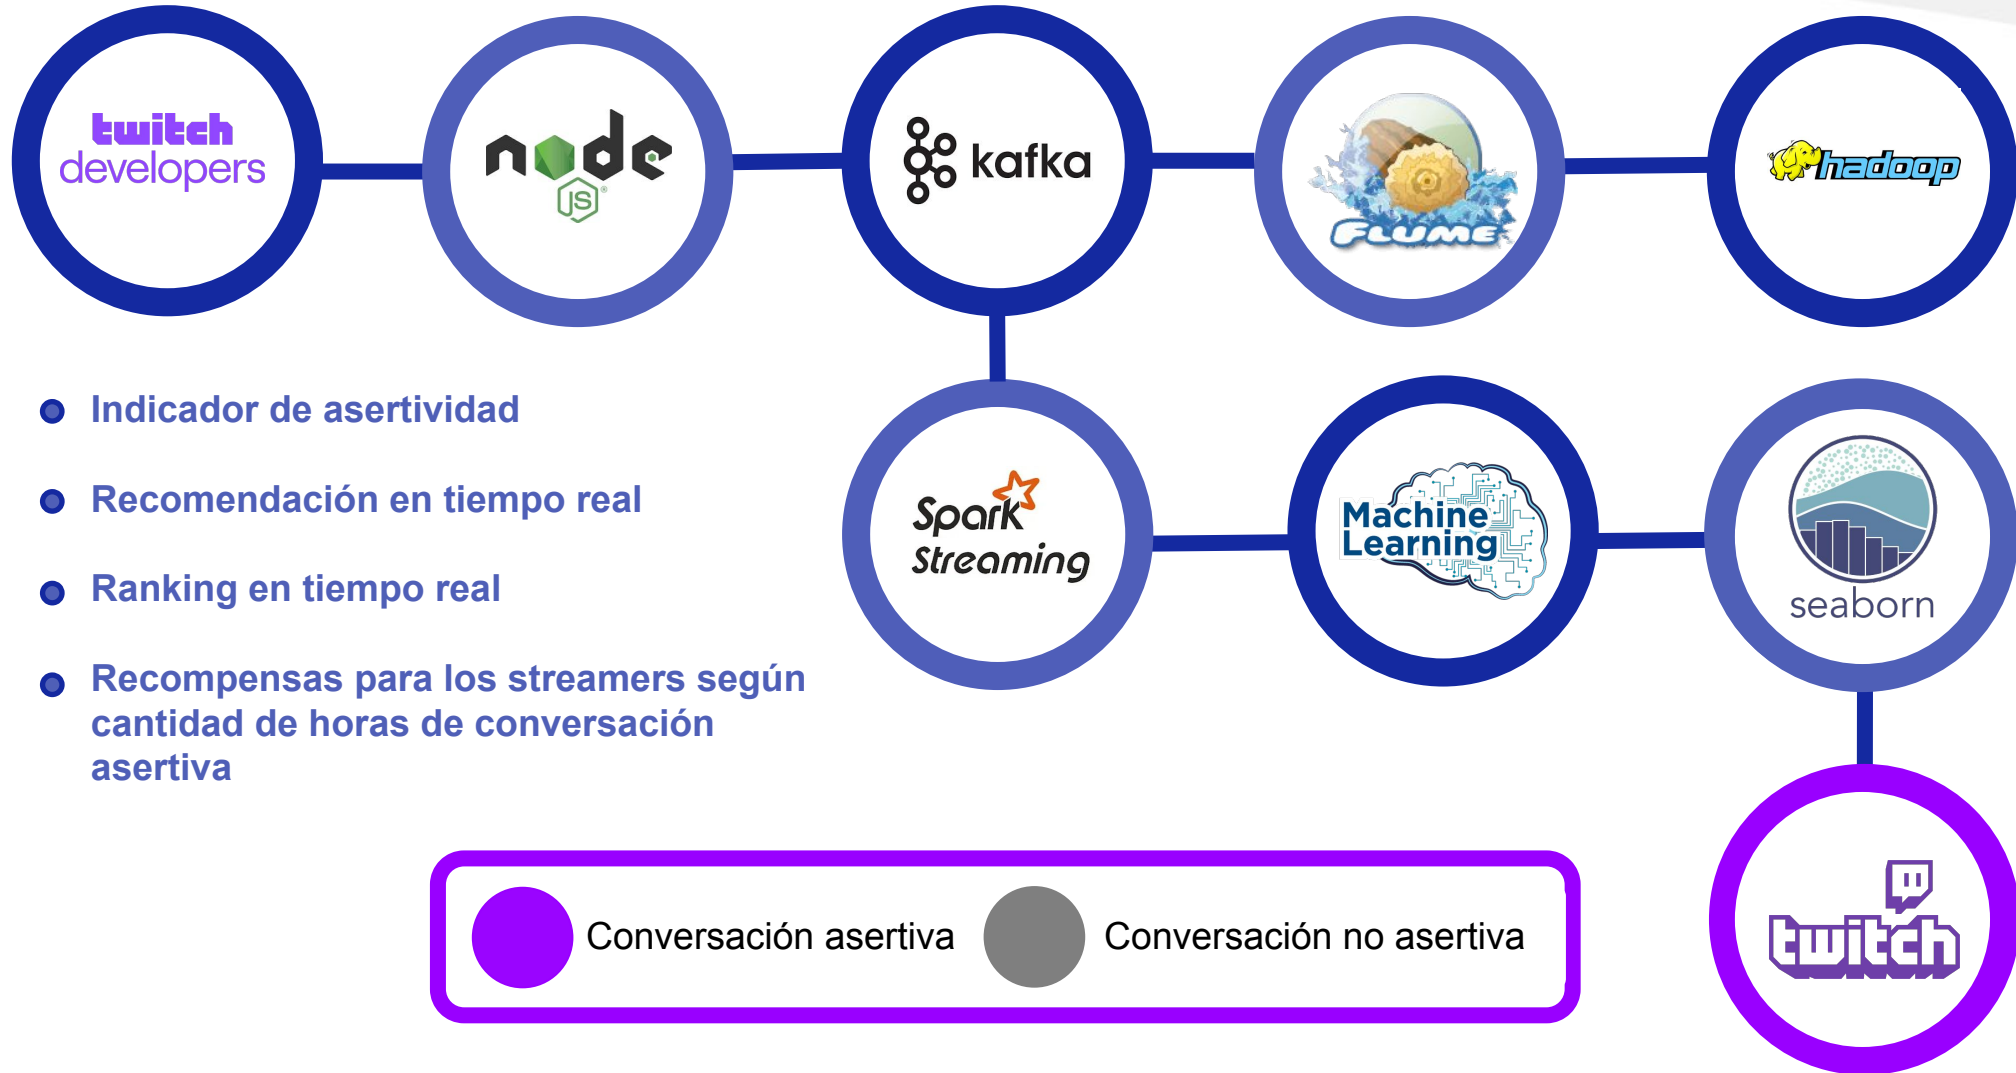 twitch
developers
node
JS
kafka
FLUME
hadoop
Indicador de asertividad
Recomendación en tiempo real
Ranking en tiempo real
Recompensas para los streamers según
cantidad de horas de conversación
asertiva
Spark
Streaming
Machine
Learning
seaborn
Conversación asertiva
Conversación no asertiva
twitch